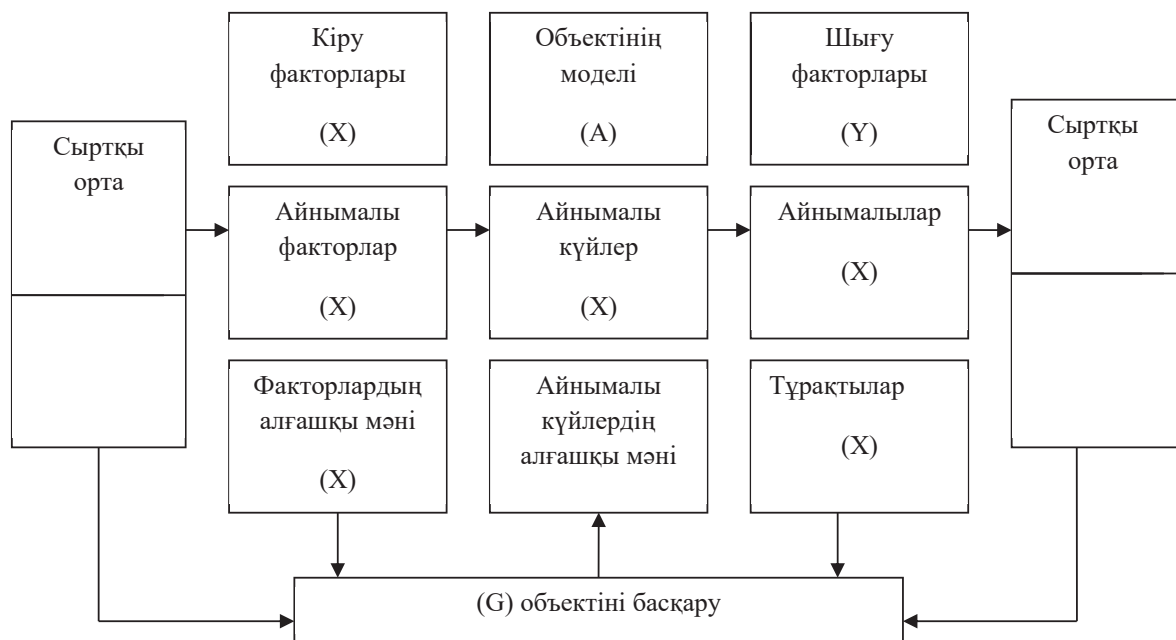 Кіру
факторлары
(X)
Объектінің
моделі
(А)
Шығу
факторлары
(Y)
Сыртқы
орта
Сыртқы
орта
Айнымалы
факторлар
(X)
Айнымалы
күйлер
(X)
Айнымалылар
(X)
Факторлардың
алғашқы мәні
(X)
Айнымалы
күйлердің
алғашқы мәні
Тұрақтылар
(X)
(G) объектіні басқару